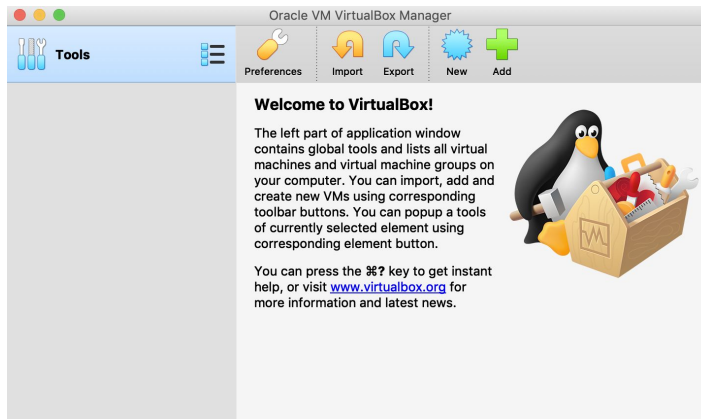 Oracle VM VirtualBox Manager
Tools
Preferences
Import
Export
New
Add
Welcome to VirtualBox!
The left part of application window
contains global tools and lists all virtual
machines and virtual machine groups on
your computer. You can import, add and
create new VMs using corresponding
toolbar buttons. You can popup a tools
of currently selected element using
corresponding element button.
You can press the ⌘? key to get instant
help, or visit www.virtualbox.org for
more information and latest news.